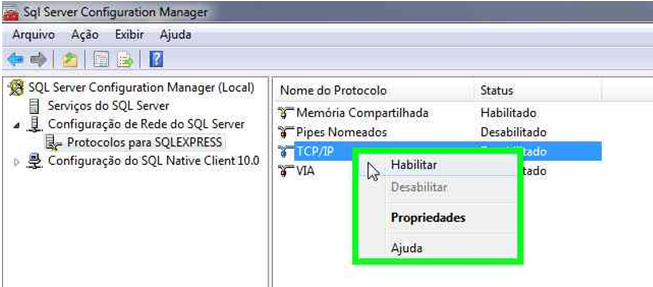 Sql Server Configuration Manager
Arquivo Ação Exibir Ajuda
SQL Server Configuration Manager (Local)
Serviços do SQL Server
Configuração de Rede do SQL Server
Protocolos para SQLEXPRESS
Configuração do SQL Native Client 10.0
Nome do Protocolo Status
Memória Compartilhada Habilitado
Pipes Nomeados Desabilitado
TCP/IP
VIA
Habilitar
Desabilitar
Propriedades
Ajuda